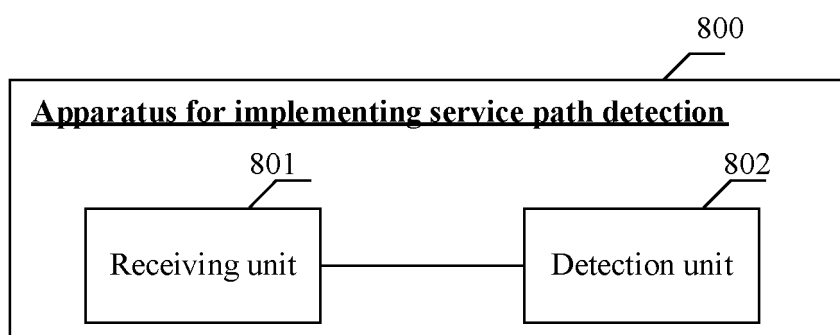 800
Apparatus for implementing service path detection
801
802
Receiving unit
Detection unit